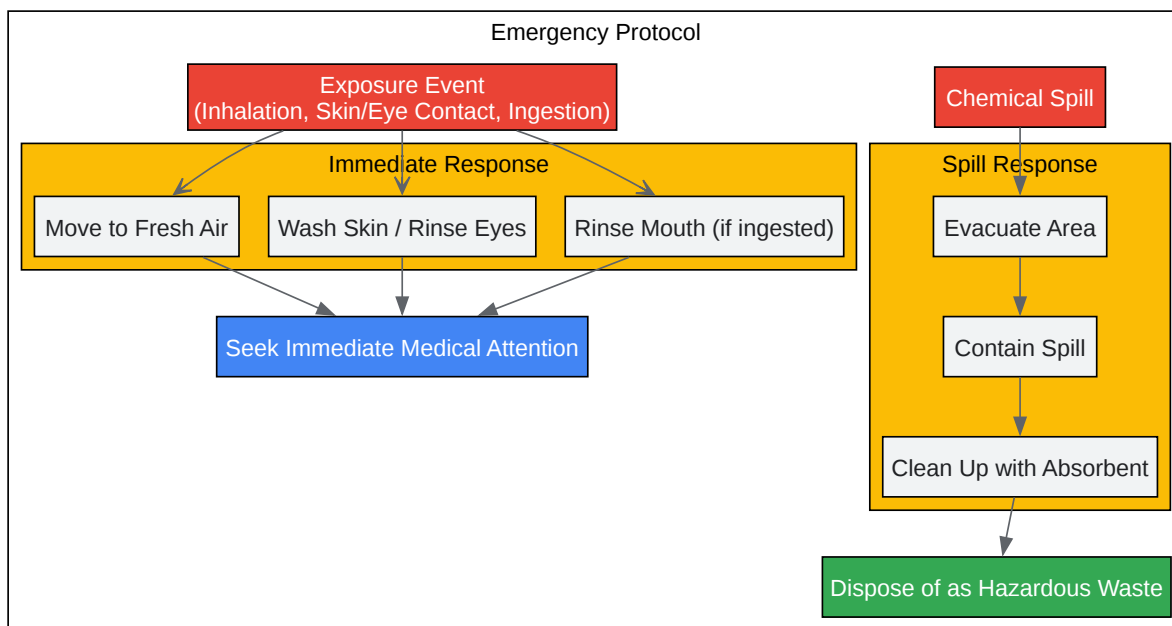 Emergency Protocol
Exposure Event
(Inhalation, Skin/Eye Contact, Ingestion)
Immediate Response
Move to Fresh Air
Wash Skin / Rinse Eyes
Rinse Mouth (if ingested)
Seek Immediate Medical Attention
Chemical Spill
Spill Response
Evacuate Area
Contain Spill
Clean Up with Absorbent
Dispose of as Hazardous Waste